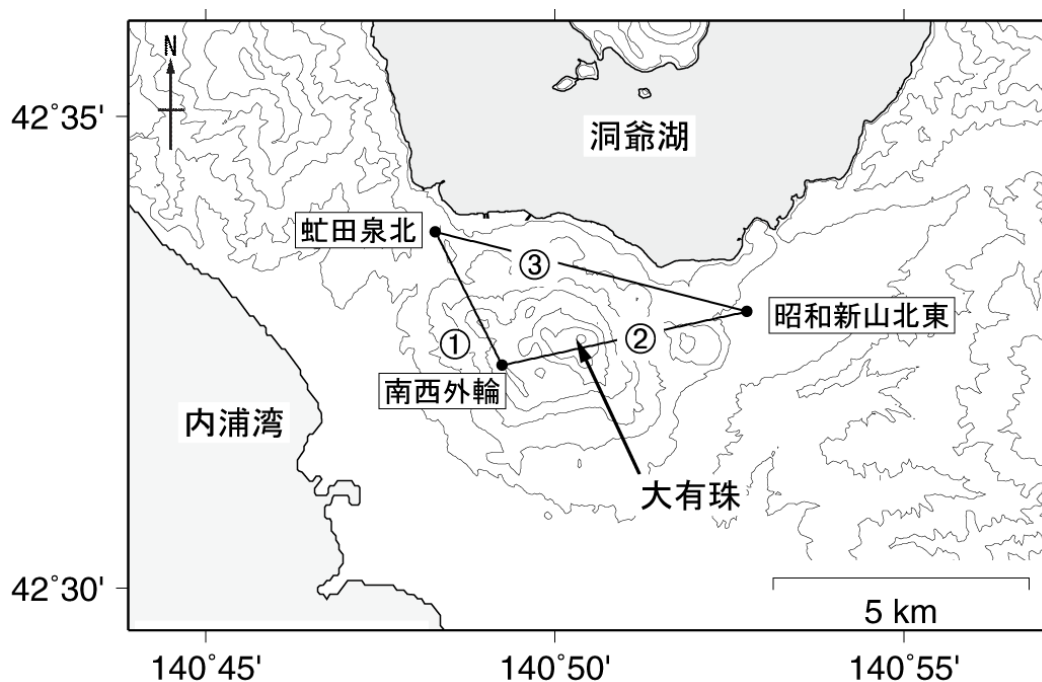 N
42°35'
洞爺湖
虻田泉北
③
昭和新山北東
①
②
南西外輪
内浦湾
大有珠
42°30'
5 km
140°45'
140°50'
140°55'